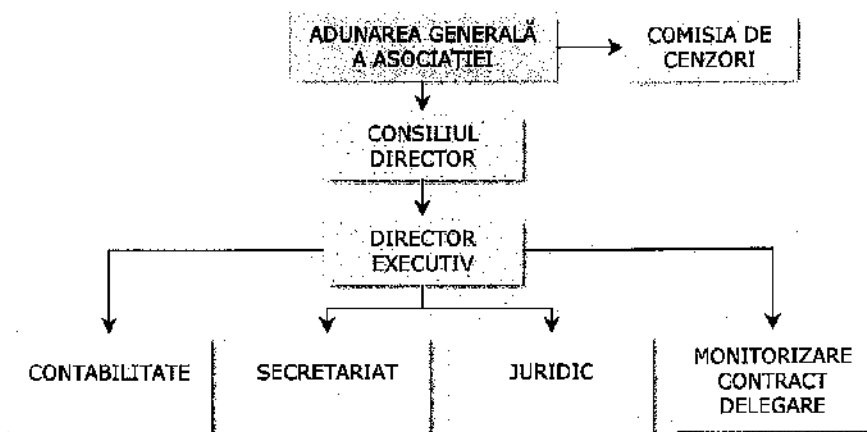 ADUNAREA GENERALĂ
A ASOCIAȚIEI
COMISIA DE
CENZORI
CONSILIUL
DIRECTOR
DIRECTOR
EXECUTIV
CONTABILITATE
SECRETARIAT
JURIDIC
MONITORIZARE
CONTRACT
DELEGARE